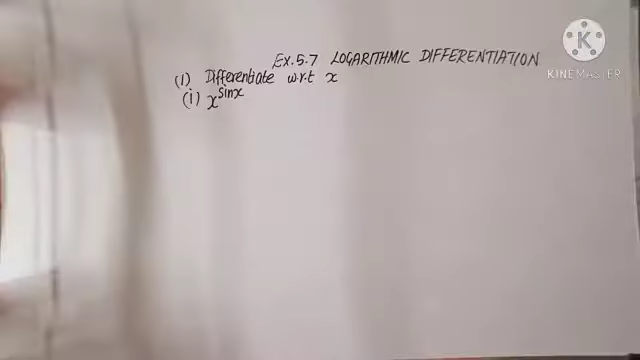 Ex.5.7 LOGARITHMIC DIFFERENTIATION
(1) Differentiate w.r.t x
(i) x^sinx
K
KINEMASTER